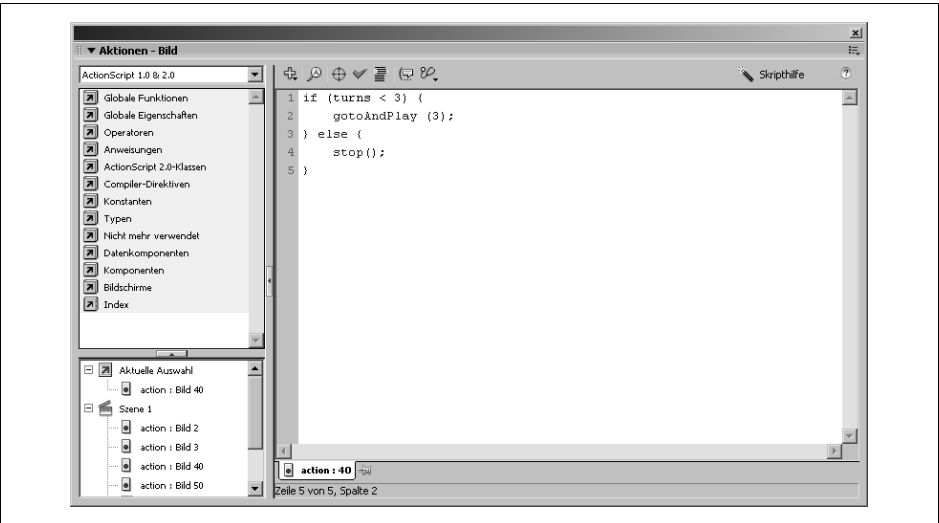 Aktionen - Bild
ActionScript 1.0 & 2.0
Globale Funktionen
Globale Eigenschaften
Operatoren
Anweisungen
ActionScript 2.0-Klassen
Compiler-Direktiven
Konstanten
Typen
Nicht mehr verwendet
Datenkomponenten
Komponenten
Bildschirme
Index
Aktuelle Auswahl
action : Bild 40
Szene 1
action : Bild 2
action : Bild 3
action : Bild 40
action : Bild 50
Skripthilfe
1 if (turns < 3) {
2     gotoAndPlay (3);
3 } else {
4     stop();
5 }
action : 40
Zeile 5 von 5, Spalte 2